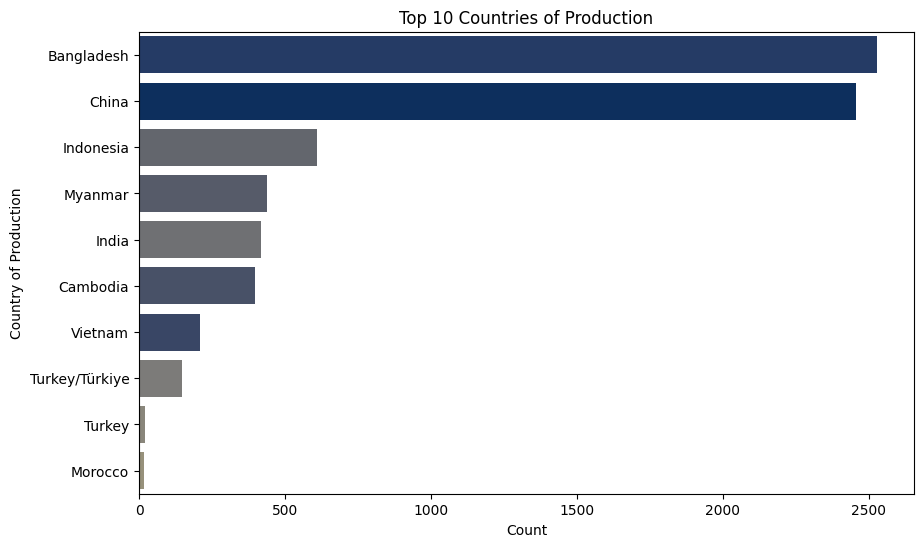 Top 10 Countries of Production
Country of Production
Bangladesh
China
Indonesia
Myanmar
India
Cambodia
Vietnam
Turkey/Türkiye
Turkey
Morocco
0 500 1000 1500 2000 2500
Count